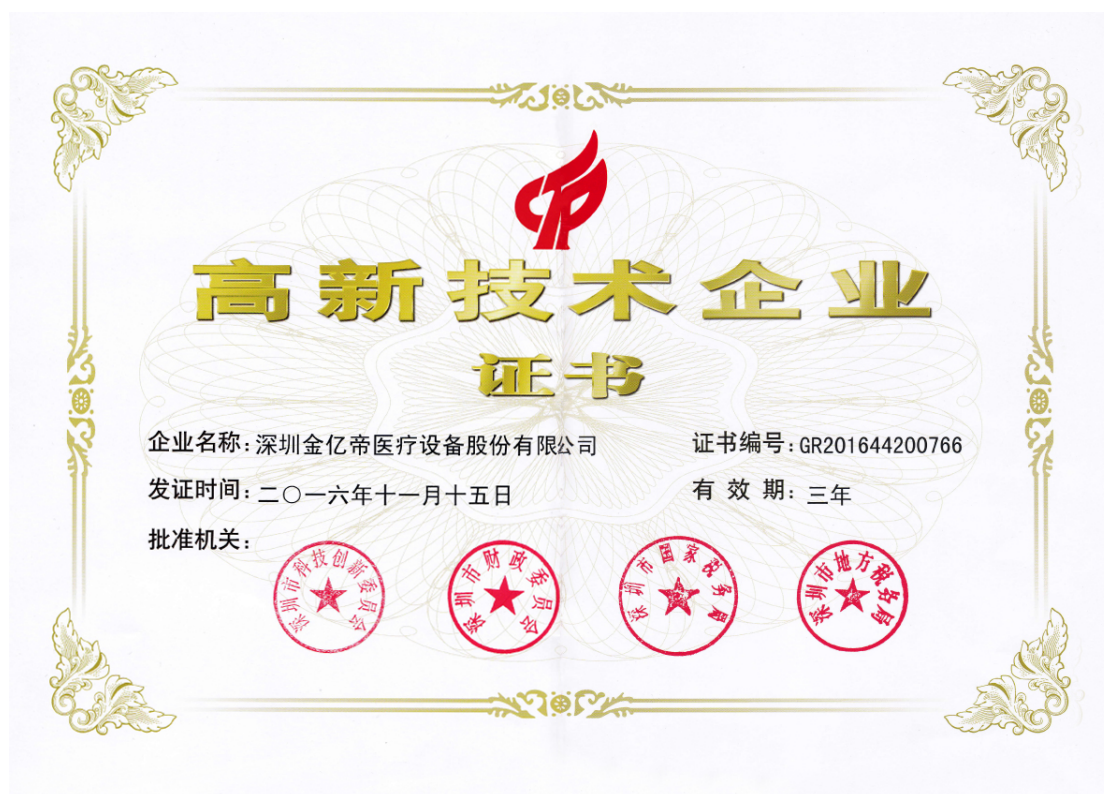 高新技术企业
证书
企业名称:深圳金亿帝医疗设备股份有限公司 证书编号:GR201644200766
发证时间:二〇一六年十一月十五日 有效期:三年
批准机关:
深圳市科技创新委员会 深圳市财政委员会 深圳市国家税务局 深圳市地方税务局